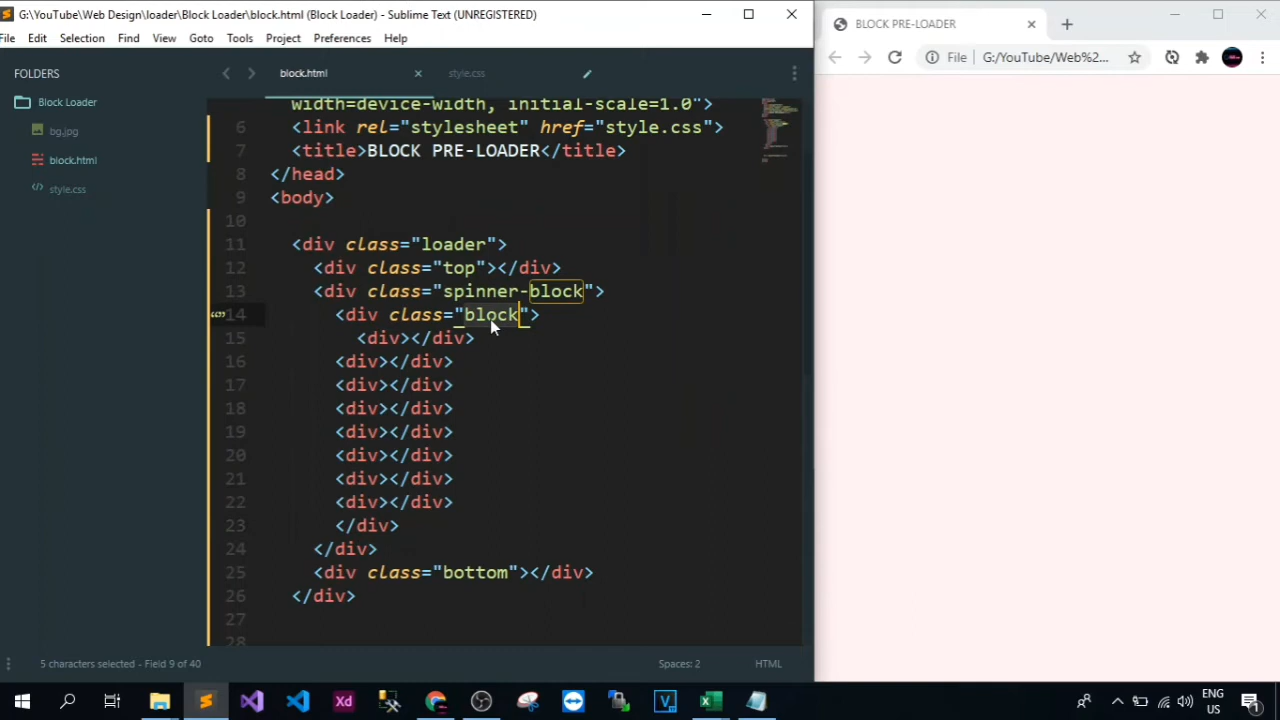 G:\YouTube\Web Design\loader\Block Loader\block.html (Block Loader) - Sublime Text (UNREGISTERED)
File Edit Selection Find View Goto Tools Project Preferences Help
FOLDERS
Block Loader
bg.jpg
block.html
style.css
block.html style.css
width=device-width, initial-scale=1.0">
6 <link rel="stylesheet" href="style.css">
7 <title>BLOCK PRE-LOADER</title>
8 </head>
9 <body>
10
11 <div class="loader">
12 <div class="top"></div>
13 <div class="spinner-block">
14 <div class="block">
15 <div></div>
16 <div></div>
17 <div></div>
18 <div></div>
19 <div></div>
20 <div></div>
21 <div></div>
22 <div></div>
23 </div>
24 </div>
25 <div class="bottom"></div>
26 </div>
27
28
5 characters selected - Field 9 of 40 Spaces: 2 HTML
BLOCK PRE-LOADER
File G:/YouTube/Web%2...
Xd
ENG
US
1